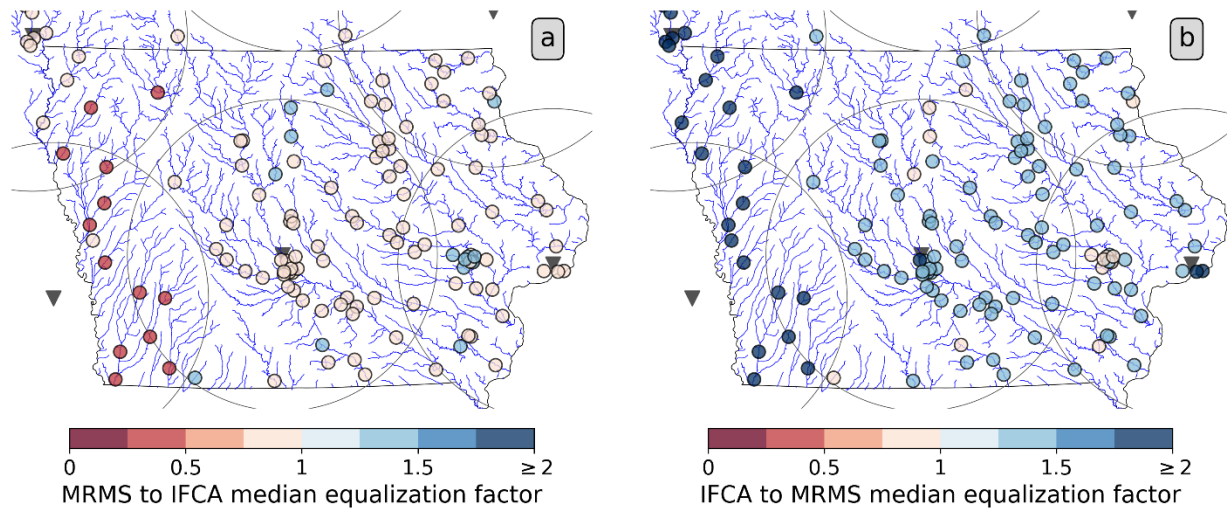 a
b
0 0.5 1 1.5 ≥ 2
MRMS to IFCA median equalization factor
0 0.5 1 1.5 ≥ 2
IFCA to MRMS median equalization factor